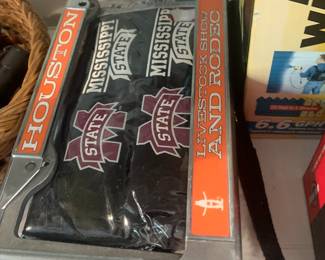 HOUSTON
MISSISSIPPI
STATE
MISSISSIPPI
STATE
STATE
STATE
LIVESTOCK SHOW
AND RODEO
6.6